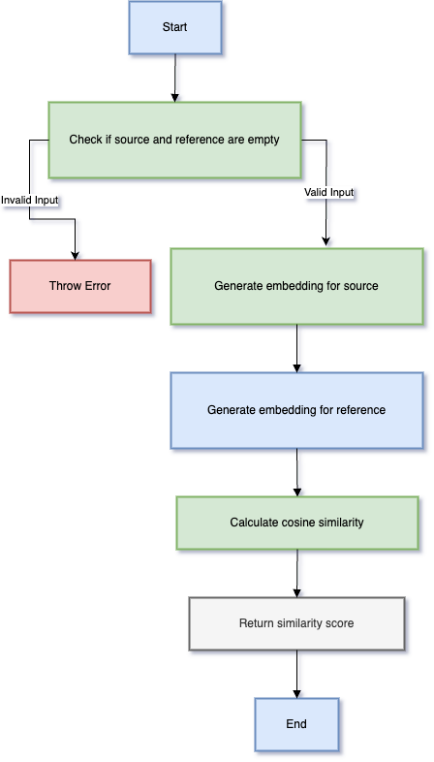 Start
Check if source and reference are empty
Invalid Input
Valid Input
Throw Error
Generate embedding for source
Generate embedding for reference
Calculate cosine similarity
Return similarity score
End